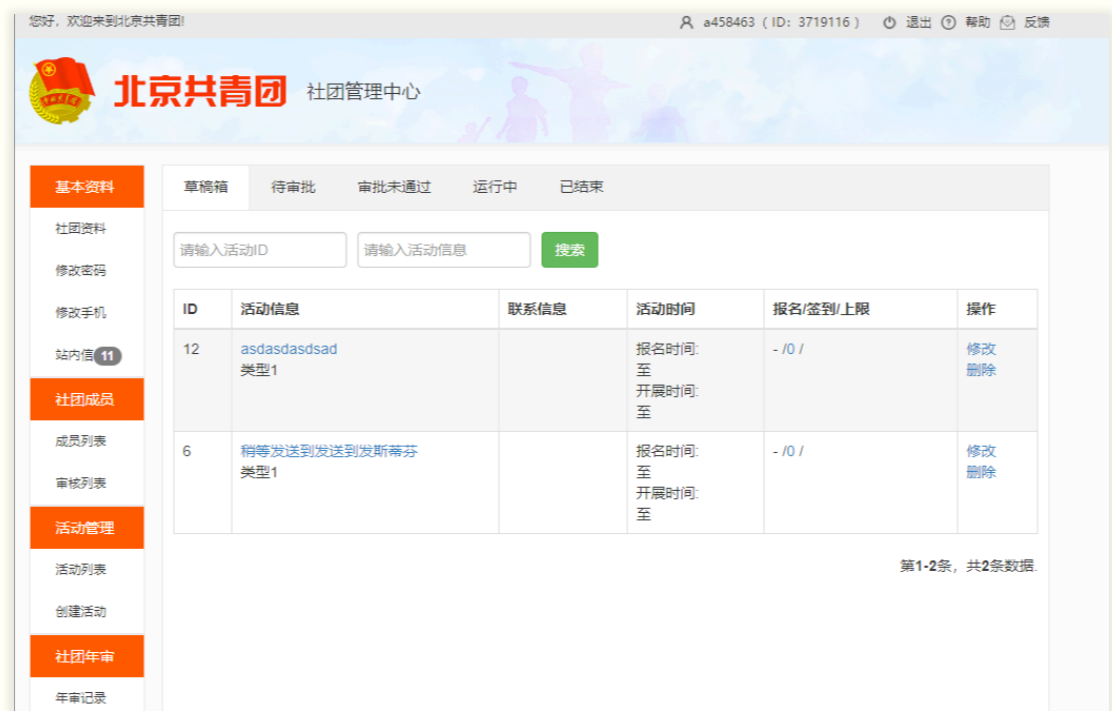 您好，欢迎来到北京共青团!
a458463 ( ID: 3719116 ) 退出 帮助 反馈
北京共青团 社团管理中心
基本资料
社团资料
修改密码
修改手机
站内信 11
社团成员
成员列表
审核列表
活动管理
活动列表
创建活动
社团年审
年审记录
草稿箱 待审批 审批未通过 运行中 已结束
请输入活动ID 请输入活动信息 搜索
ID 活动信息 联系信息 活动时间 报名/签到/上限 操作
12 asdasdasdsad 报名时间: - /0 / 修改
类型1 至 删除
开展时间:
至
6 稍等发送到发送到发斯蒂芬 报名时间: - /0 / 修改
类型1 至 删除
开展时间:
至
第1-2条，共2条数据.